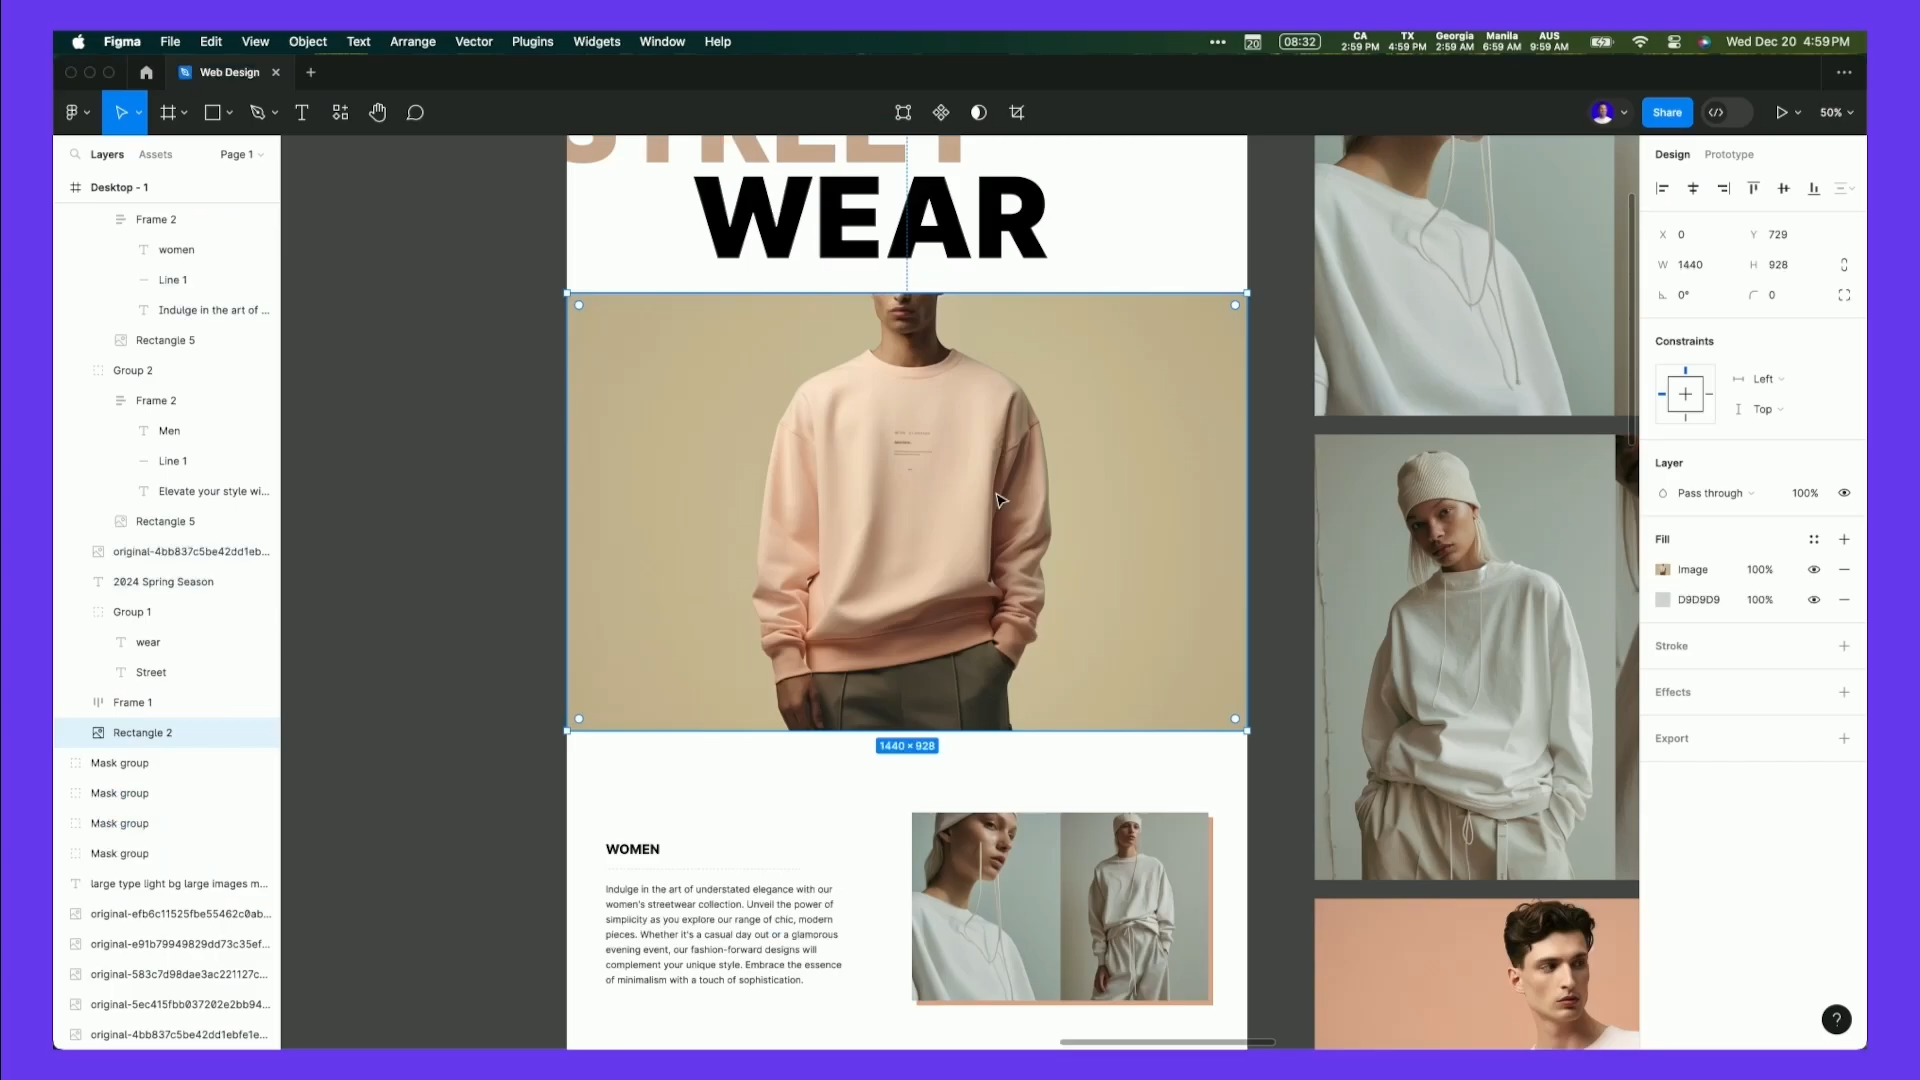 Figma File Edit View Object Text Arrange Vector Plugins Widgets Window Help
20
08:32
CA
2:59 PM
TX
4:59 PM
Georgia
2:59 AM
Manila
6:59 AM
AUS
9:59 AM
Wed Dec 20 4:59 PM
Web Design
Share
50%
Layers
Assets
Page 1
Desktop - 1
Frame 2
women
Line 1
Indulge in the art of ...
Rectangle 5
Group 2
Frame 2
Men
Line 1
Elevate your style wi...
Rectangle 5
original-4bb837c5be42dd1eb...
2024 Spring Season
Group 1
wear
Street
Frame 1
Rectangle 2
Mask group
Mask group
Mask group
Mask group
large type light bg large images m...
original-efb6c11525fbe55462c0ab...
original-e91b79949829dd73c35ef...
original-583c7d98dae3ac221127c...
original-5ec415fbb037202e2bb94...
original-4bb837c5be42dd1ebfe1e...
STREET
WEAR
1440 × 928
WOMEN
Indulge in the art of understated elegance with our
women's streetwear collection. Unveil the power of
simplicity as you explore our range of chic, modern
pieces. Whether it's a casual day out or a glamorous
evening event, our fashion-forward designs will
complement your unique style. Embrace the essence
of minimalism with a touch of sophistication.
Design
Prototype
X 0 Y 729
W 1440 H 928
0° 0
Constraints
Left
Top
Layer
Pass through 100%
Fill
Image 100%
D9D9D9 100%
Stroke
Effects
Export
?